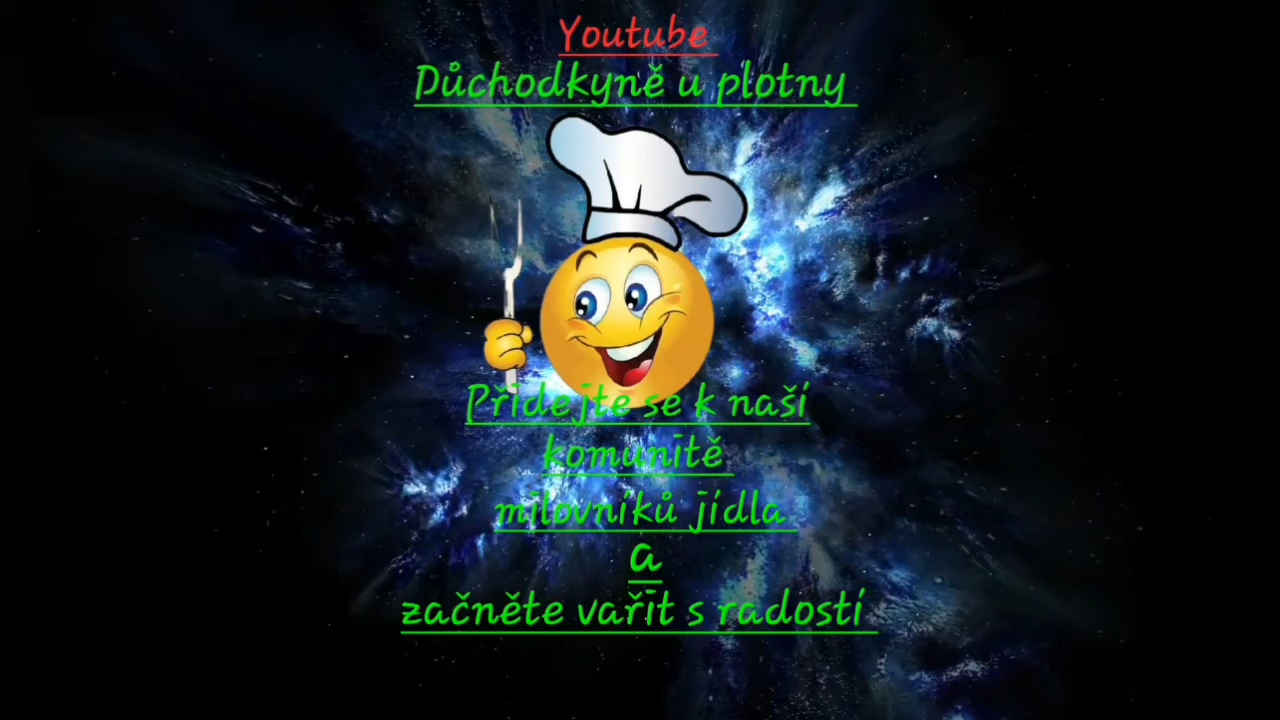 Youtube
Důchodkyně u plotny
Přidejte se k naší
komunitě
milovníků jídla
a
začněte vařit s radostí